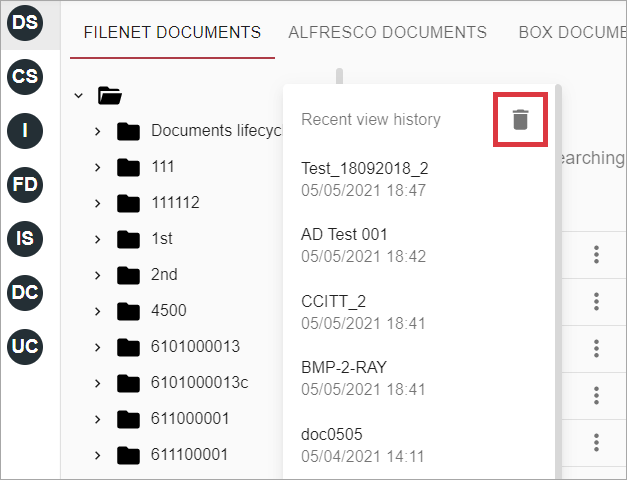 DS
CS
I
FD
IS
DC
UC
FILENET DOCUMENTS
ALFRESCO DOCUMENTS
BOX DOCUME
Documents lifecyc
111
111112
1st
2nd
4500
6101000013
6101000013c
611000001
611100001
Recent view history
Test_18092018_2
05/05/2021 18:47
AD Test 001
05/05/2021 18:42
CCITT_2
05/05/2021 18:41
BMP-2-RAY
05/05/2021 18:41
doc0505
05/04/2021 14:11
earching